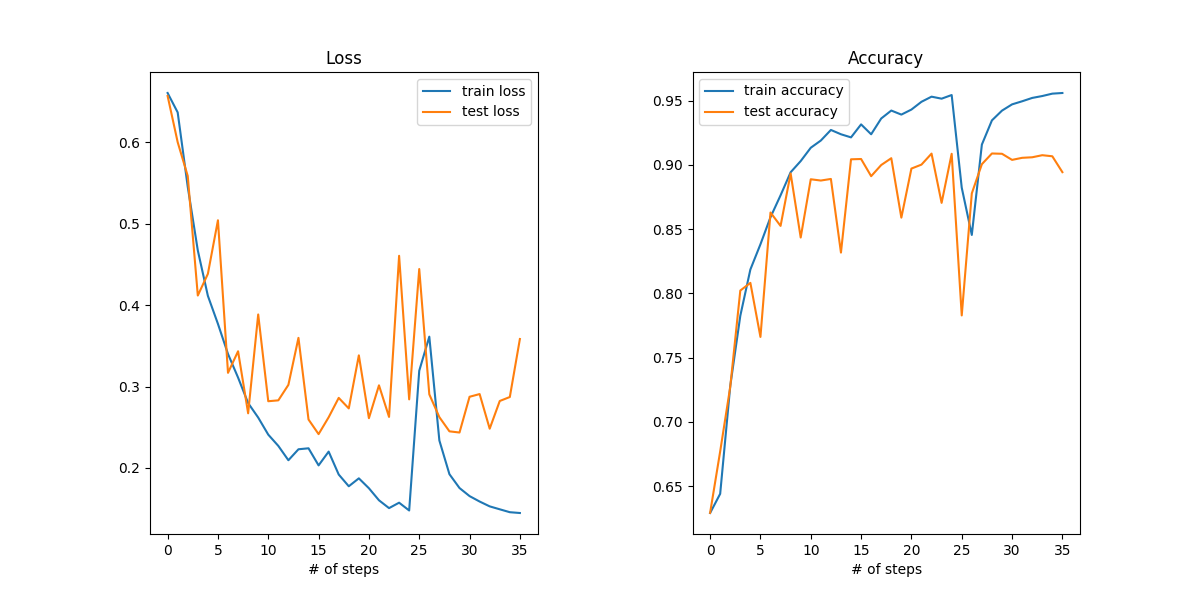 Loss
train loss
test loss
0.6
0.5
0.4
0.3
0.2
0 5 10 15 20 25 30 35
# of steps
Accuracy
train accuracy
test accuracy
0.95
0.90
0.85
0.80
0.75
0.70
0.65
0 5 10 15 20 25 30 35
# of steps